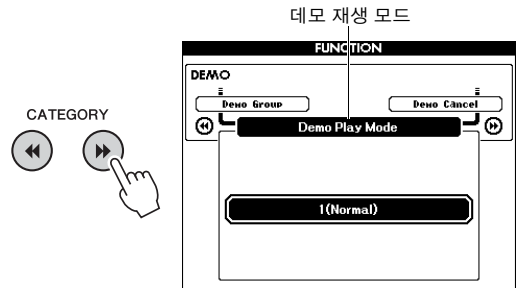 데모 재생 모드
FUNCTION
DEMO
Demo Group
Demo Cancel
Demo Play Mode
CATEGORY
1(Normal)